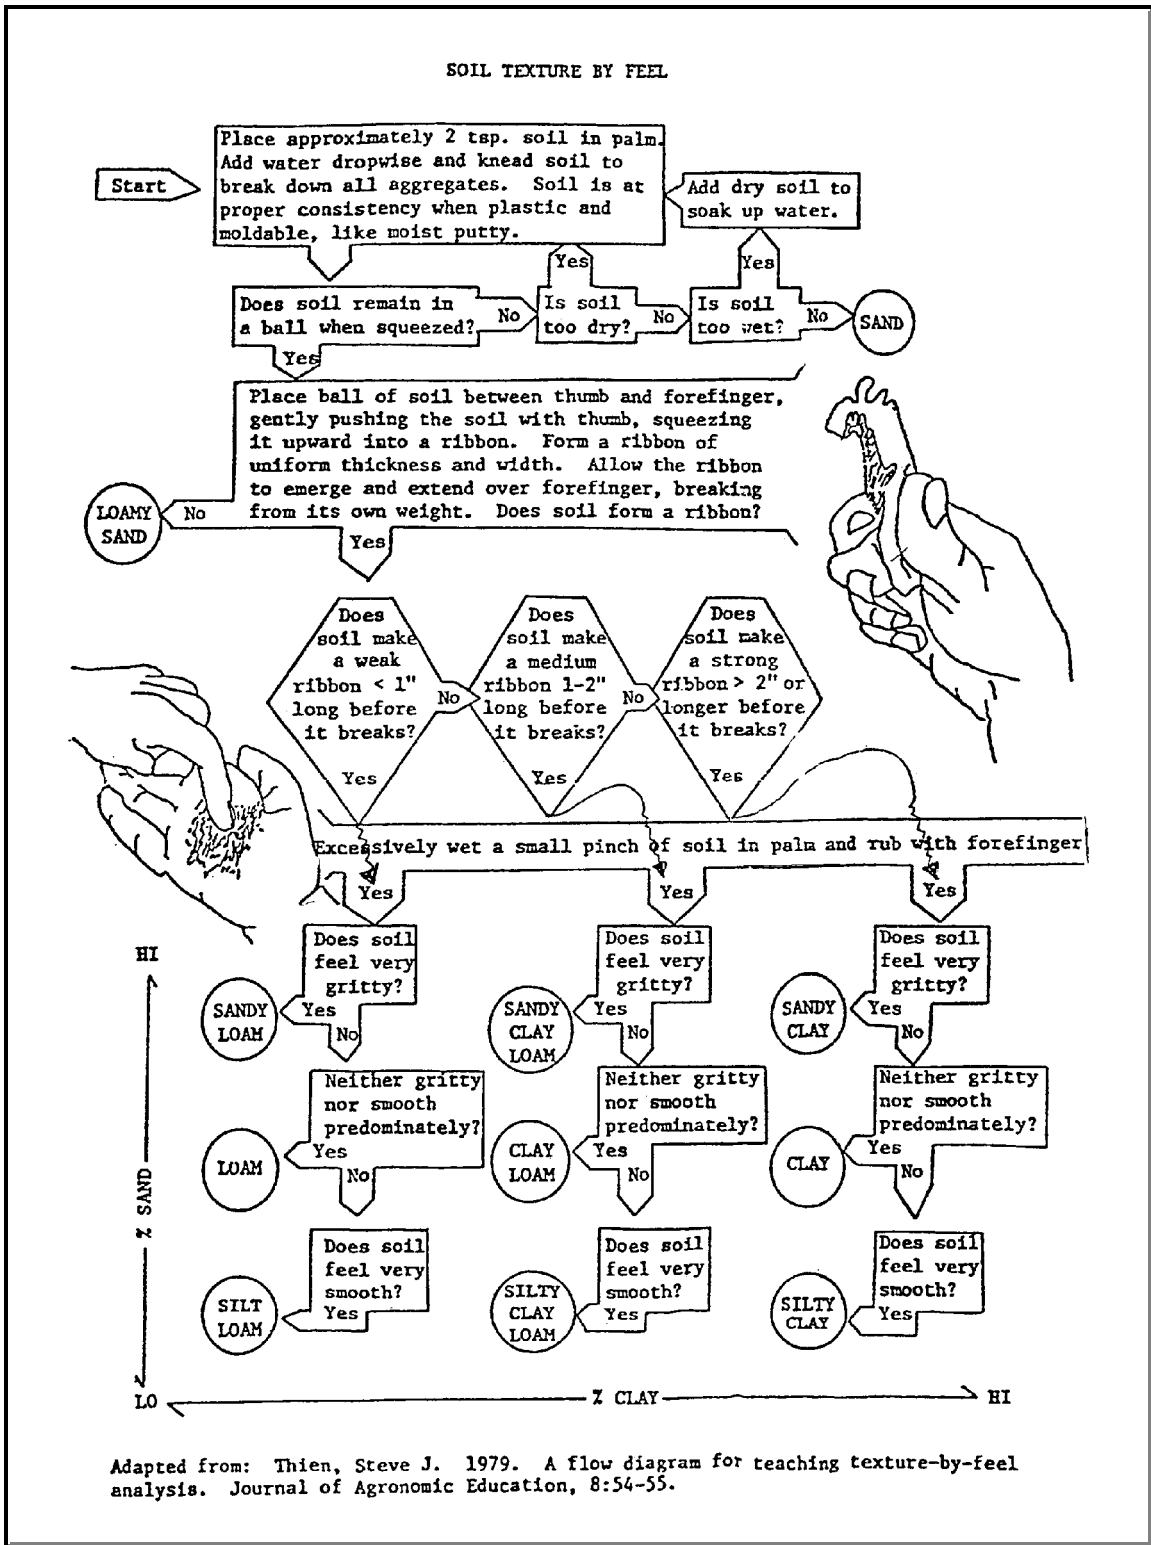 SOIL TEXTURE BY FEEL
Start
Place approximately 2 tsp. soil in palm.
Add water dropwise and knead soil to
break down all aggregates. Soil is at
proper consistency when plastic and
moldable, like moist putty.
Add dry soil to
soak up water.
Yes
Yes
Does soil remain in
a ball when squeezed?
No
Is soil
too dry?
No
Is soil
too wet?
No
SAND
Yes
Place ball of soil between thumb and forefinger,
gently pushing the soil with thumb, squeezing
it upward into a ribbon. Form a ribbon of
uniform thickness and width. Allow the ribbon
to emerge and extend over forefinger, breaking
from its own weight. Does soil form a ribbon?
LOAMY
SAND
No
Yes
Does
soil make
a weak
ribbon < 1"
long before
it breaks?
Yes
No
Does
soil make
a medium
ribbon 1-2"
long before
it breaks?
Yes
No
Does
soil make
a strong
ribbon > 2" or
longer before
it breaks?
Yes
Excessively wet a small pinch of soil in palm and rub with forefinger
Yes
Yes
Yes
HI
Does soil
feel very
gritty?
Yes
No
SANDY
LOAM
Does soil
feel very
gritty?
Yes
No
SANDY
CLAY
LOAM
Does soil
feel very
gritty?
Yes
No
SANDY
CLAY
Neither gritty
nor smooth
predominately?
Yes
No
LOAM
Neither gritty
nor smooth
predominately?
Yes
No
CLAY
LOAM
Neither gritty
nor smooth
predominately?
Yes
No
CLAY
% SAND
Does soil
feel very
smooth?
Yes
SILT
LOAM
Does soil
feel very
smooth?
Yes
SILTY
CLAY
LOAM
Does soil
feel very
smooth?
Yes
SILTY
CLAY
LO
% CLAY
HI
Adapted from: Thien, Steve J. 1979. A flow diagram for teaching texture-by-feel
analysis. Journal of Agronomic Education, 8:54-55.